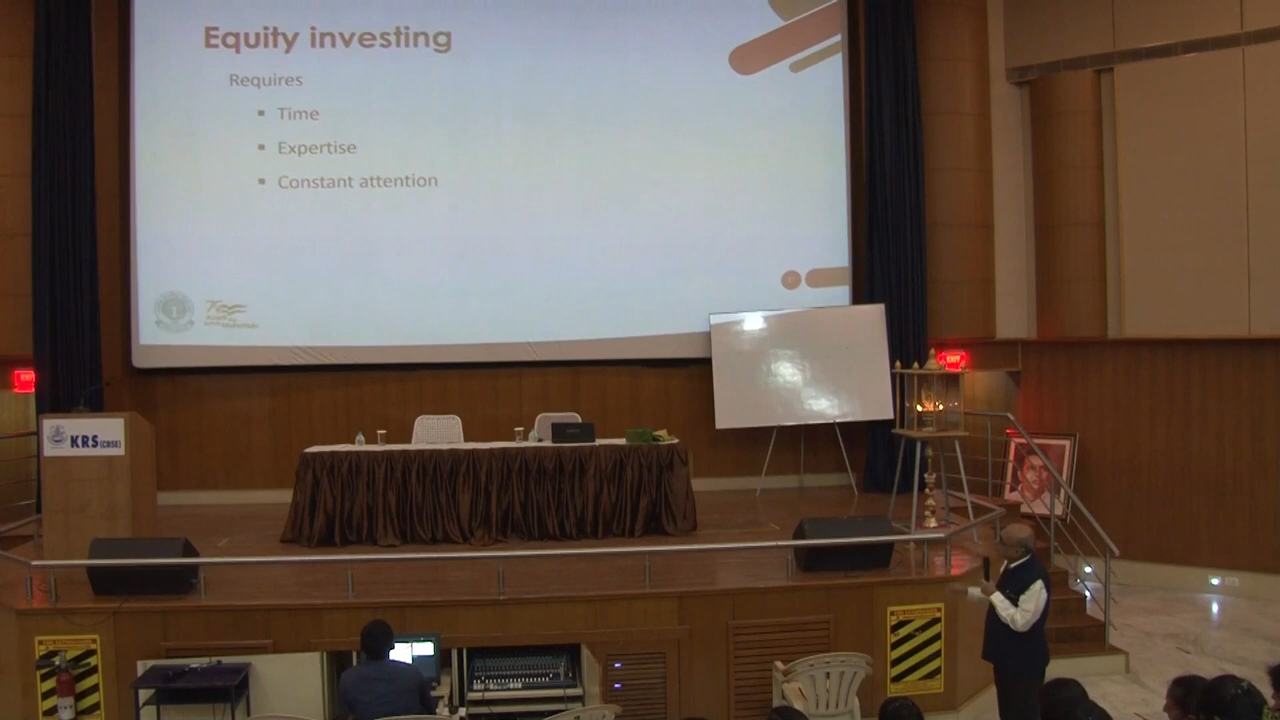 Equity investing
Requires
▪ Time
▪ Expertise
▪ Constant attention
EXIT
KRS (CBSE)